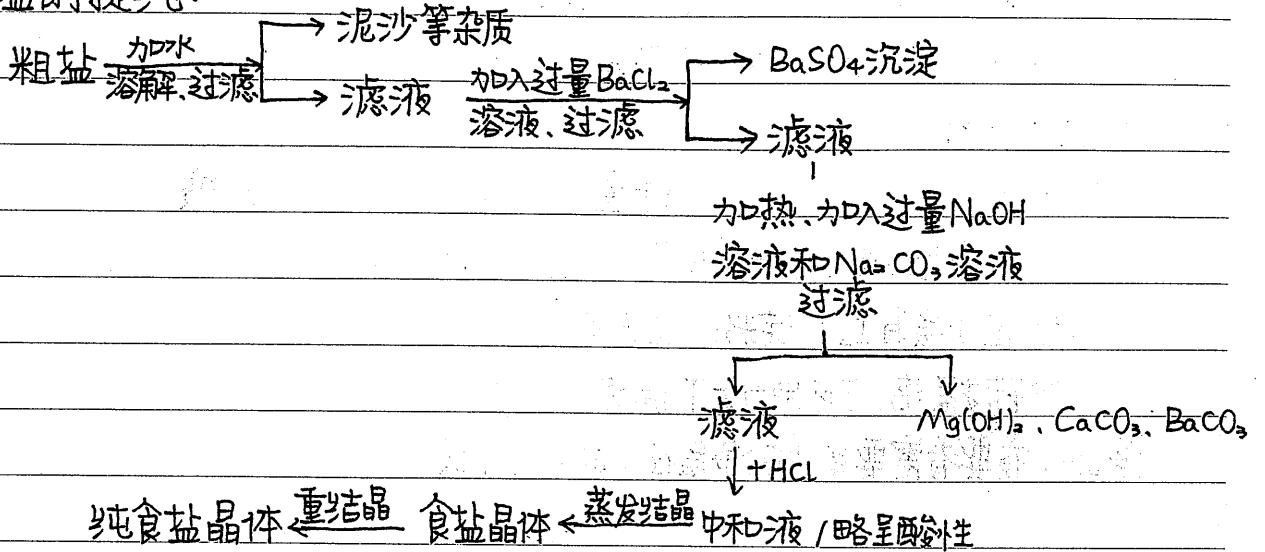 泥沙等杂质
粗盐 加水
溶解、过滤
滤液 加入过量BaCl₂
溶液、过滤
BaSO4沉淀
滤液
加热、加入过量NaOH
溶液和Na₂CO₃溶液
过滤
滤液 Mg(OH)₂、CaCO₃、BaCO₃
+HCl
纯食盐晶体 重结晶 食盐晶体 蒸发结晶 中和液/略呈酸性